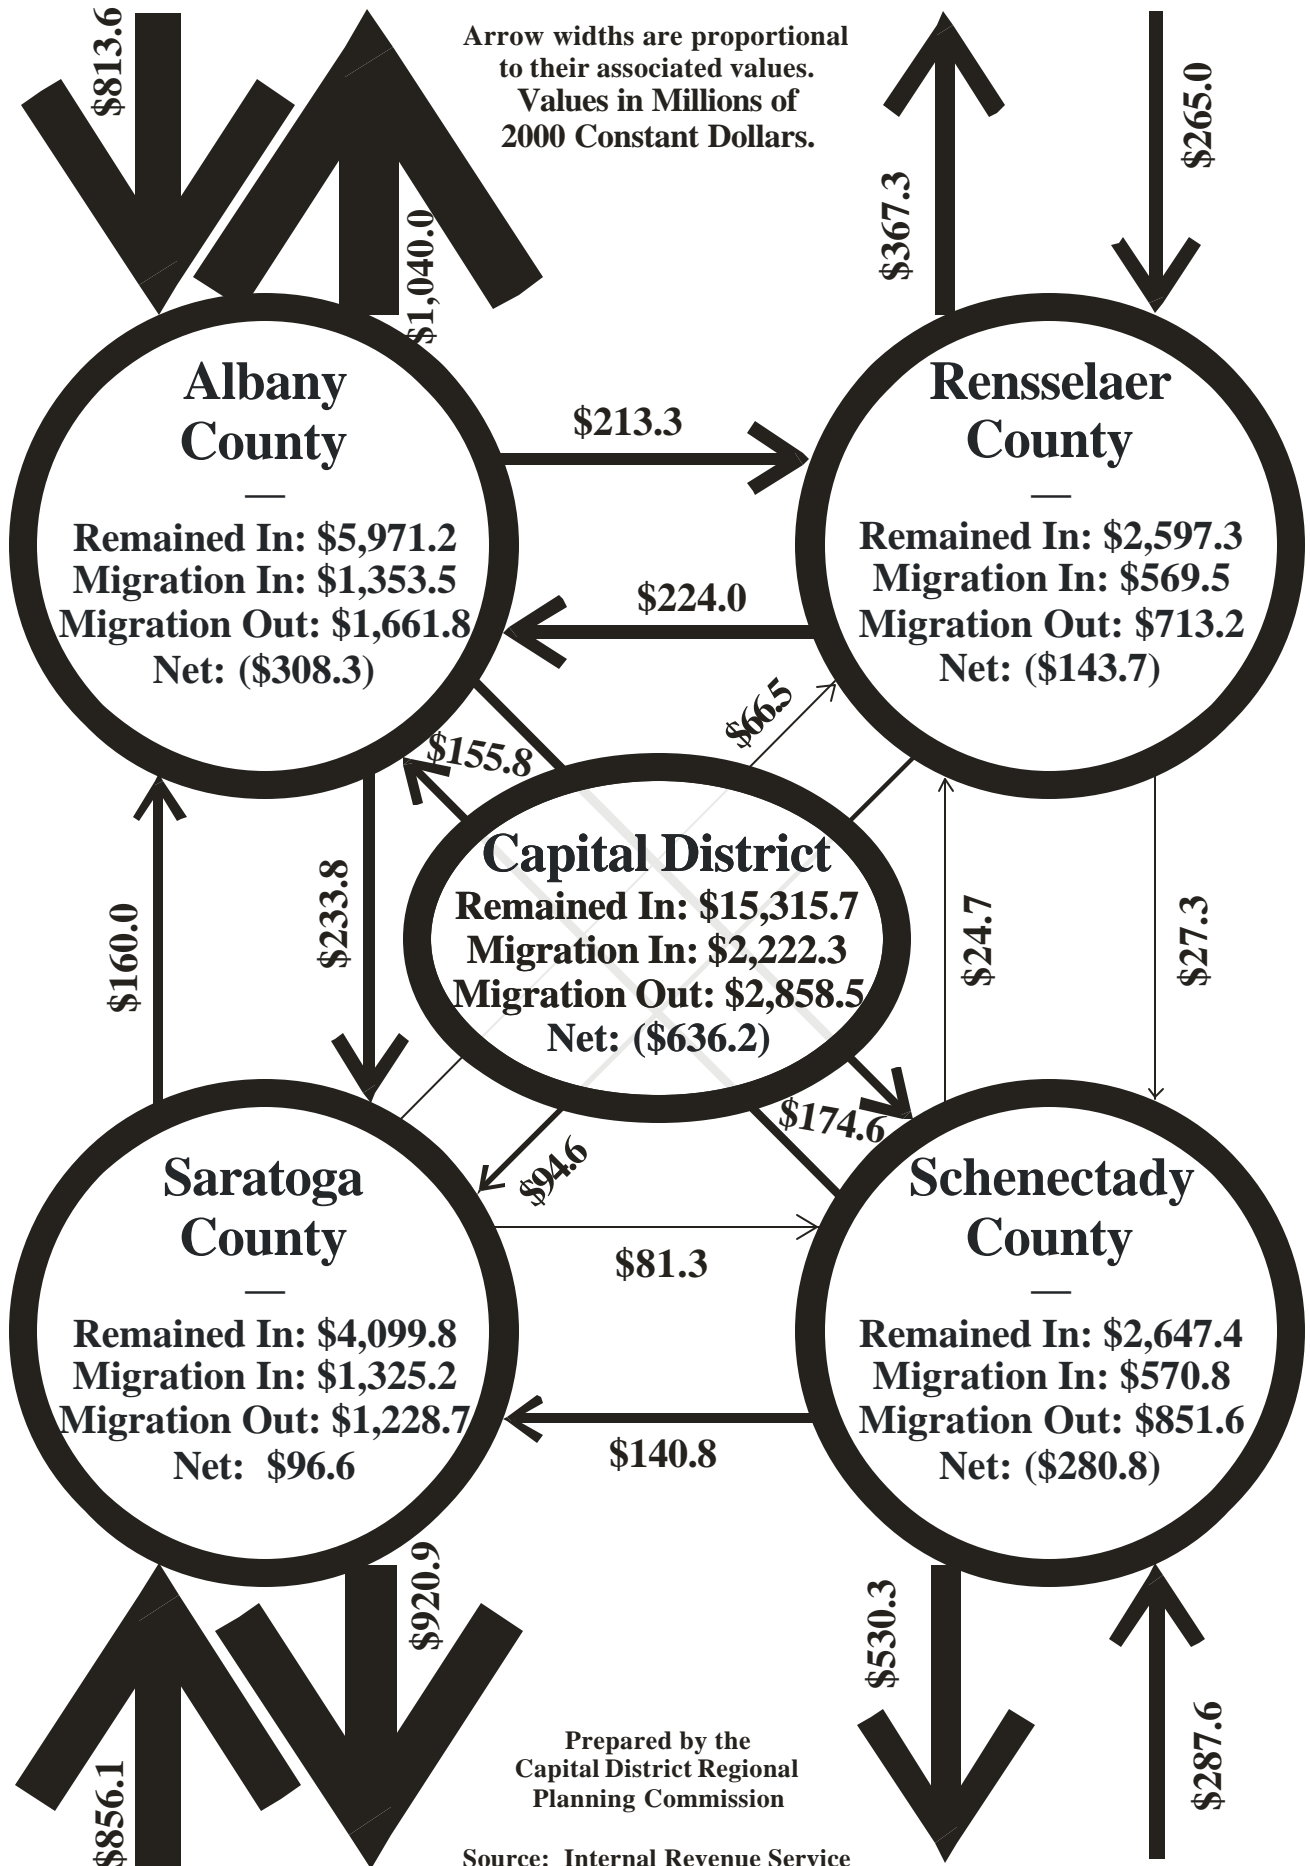 Arrow widths are proportional
to their associated values.
Values in Millions of
2000 Constant Dollars.
$813.6
$1,040.0
$367.3
$265.0
Albany
County
—
Remained In: $5,971.2
Migration In: $1,353.5
Migration Out: $1,661.8
Net: ($308.3)
$213.3
$224.0
Rensselaer
County
—
Remained In: $2,597.3
Migration In: $569.5
Migration Out: $713.2
Net: ($143.7)
$155.8
$66.5
$160.0
$233.8
Capital District
Remained In: $15,315.7
Migration In: $2,222.3
Migration Out: $2,858.5
Net: ($636.2)
$24.7
$27.3
$94.6
$174.6
Saratoga
County
—
Remained In: $4,099.8
Migration In: $1,325.2
Migration Out: $1,228.7
Net: $96.6
$81.3
$140.8
Schenectady
County
—
Remained In: $2,647.4
Migration In: $570.8
Migration Out: $851.6
Net: ($280.8)
$856.1
$920.9
$530.3
$287.6
Prepared by the
Capital District Regional
Planning Commission
Source: Internal Revenue Service